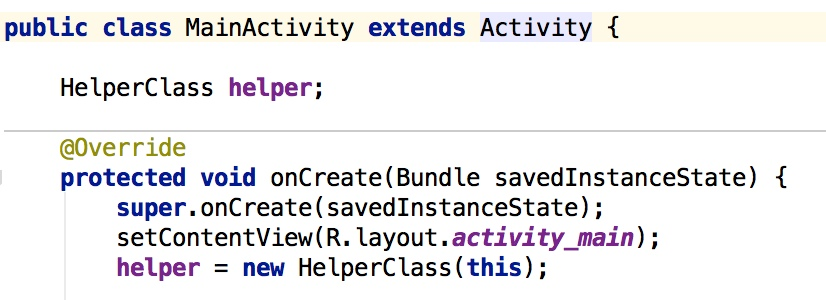 public class MainActivity extends Activity {
HelperClass helper;
@Override
protected void onCreate(Bundle savedInstanceState) {
super.onCreate(savedInstanceState);
setContentView(R.layout.activity_main);
helper = new HelperClass(this);